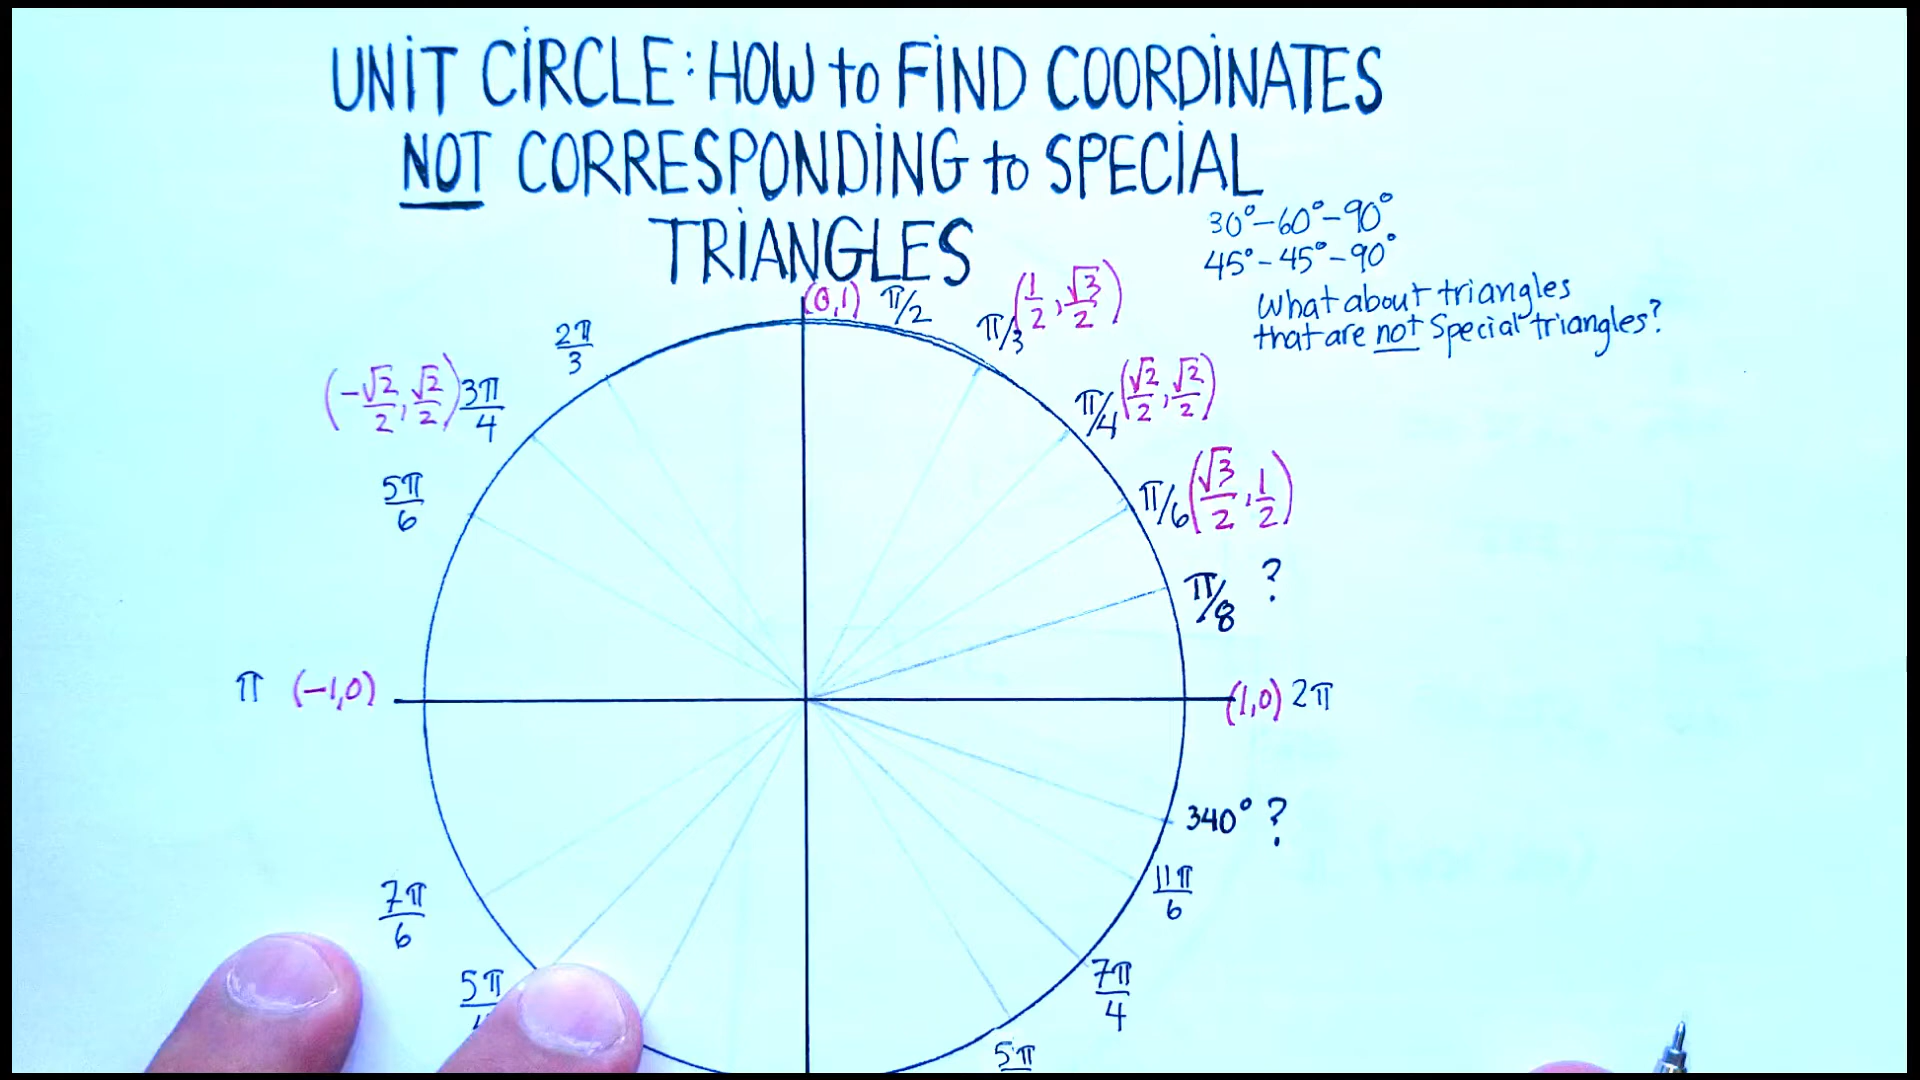 UNIT CIRCLE: HOW to FIND COORDINATES
NOT CORRESPONDING to SPECIAL
TRIANGLES
30°-60°-90°
45°-45°-90°
What about triangles
that are not special triangles?
(0,1) π/2
π/3 (1/2, √3/2)
2π/3
(-√2/2, √2/2) 3π/4
π/4 (√2/2, √2/2)
5π/6
π/6 (√3/2, 1/2)
π/8 ?
π (-1,0)
(1,0) 2π
340° ?
11π/6
7π/6
5π
7π/4
5π